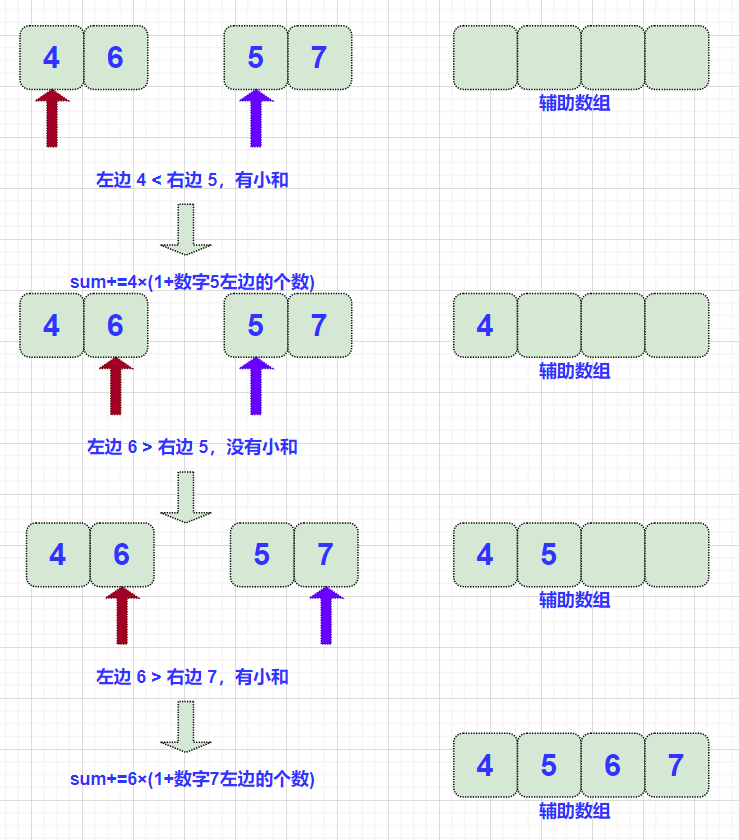 4 6 5 7
辅助数组
左边 4 < 右边 5，有小和
sum+=4×(1+数字5左边的个数)
4 6 5 7 4
辅助数组
左边 6 > 右边 5，没有小和
4 6 5 7 4 5
辅助数组
左边 6 > 右边 7，有小和
4 5 6 7
sum+=6×(1+数字7左边的个数)
辅助数组